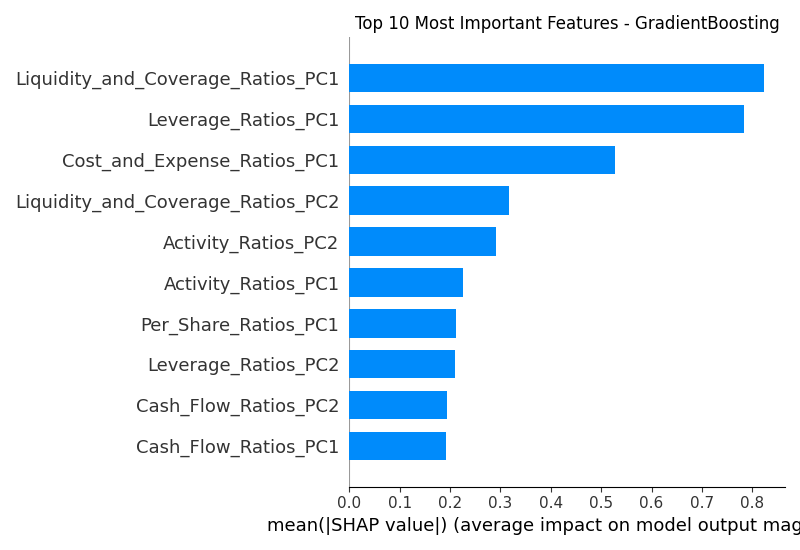 Top 10 Most Important Features - GradientBoosting
Liquidity_and_Coverage_Ratios_PC1
Leverage_Ratios_PC1
Cost_and_Expense_Ratios_PC1
Liquidity_and_Coverage_Ratios_PC2
Activity_Ratios_PC2
Activity_Ratios_PC1
Per_Share_Ratios_PC1
Leverage_Ratios_PC2
Cash_Flow_Ratios_PC2
Cash_Flow_Ratios_PC1
0.0 0.1 0.2 0.3 0.4 0.5 0.6 0.7 0.8
mean(|SHAP value|) (average impact on model output mag